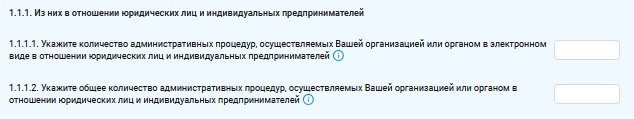 1.1.1. Из них в отношении юридических лиц и индивидуальных предпринимателей
1.1.1.1. Укажите количество административных процедур, осуществляемых Вашей организацией или органом в электронном
виде в отношении юридических лиц и индивидуальных предпринимателей
1.1.1.2. Укажите общее количество административных процедур, осуществляемых Вашей организацией или органом в
отношении юридических лиц и индивидуальных предпринимателей